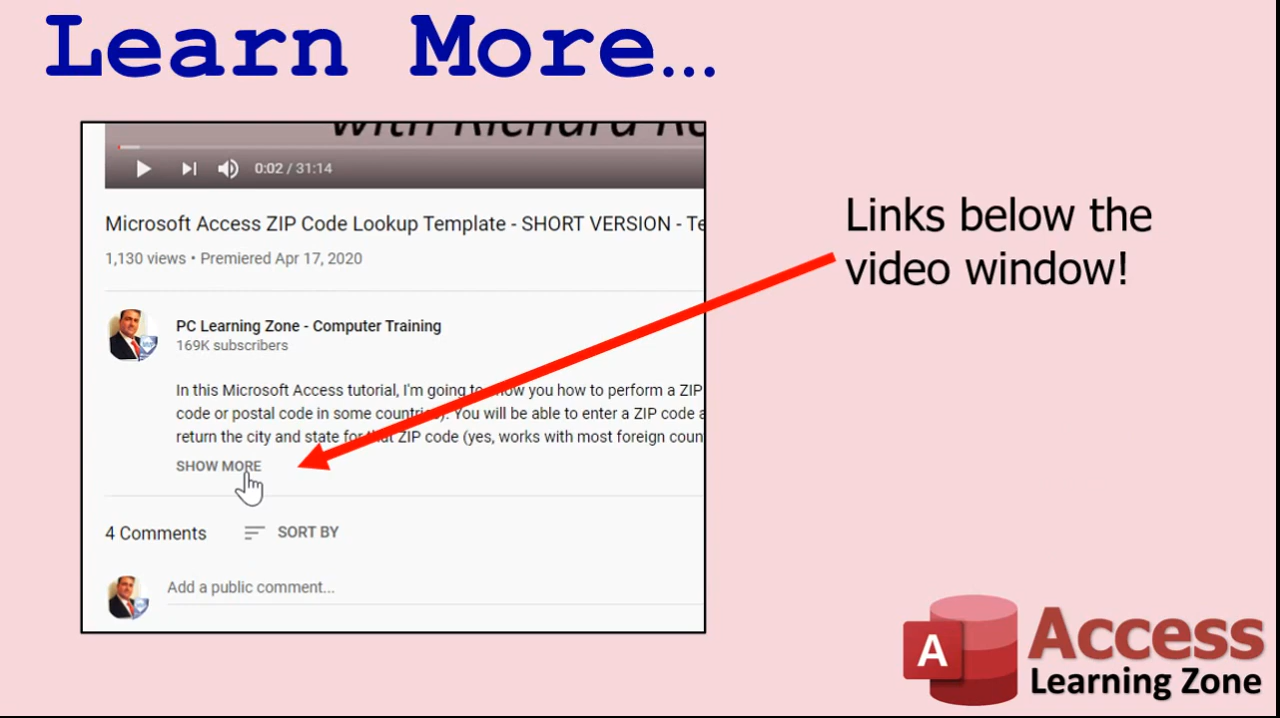 Learn More...
with Richard
0:02 / 31:14
Microsoft Access ZIP Code Lookup Template - SHORT VERSION - Te
1,130 views • Premiered Apr 17, 2020
PC Learning Zone - Computer Training
169K subscribers
In this Microsoft Access tutorial, I'm going to show you how to perform a ZIP
code or postal code in some countries). You will be able to enter a ZIP code a
return the city and state for that ZIP code (yes, works with most foreign coun
SHOW MORE
4 Comments
SORT BY
Add a public comment...
Links below the
video window!
A
Access
Learning Zone